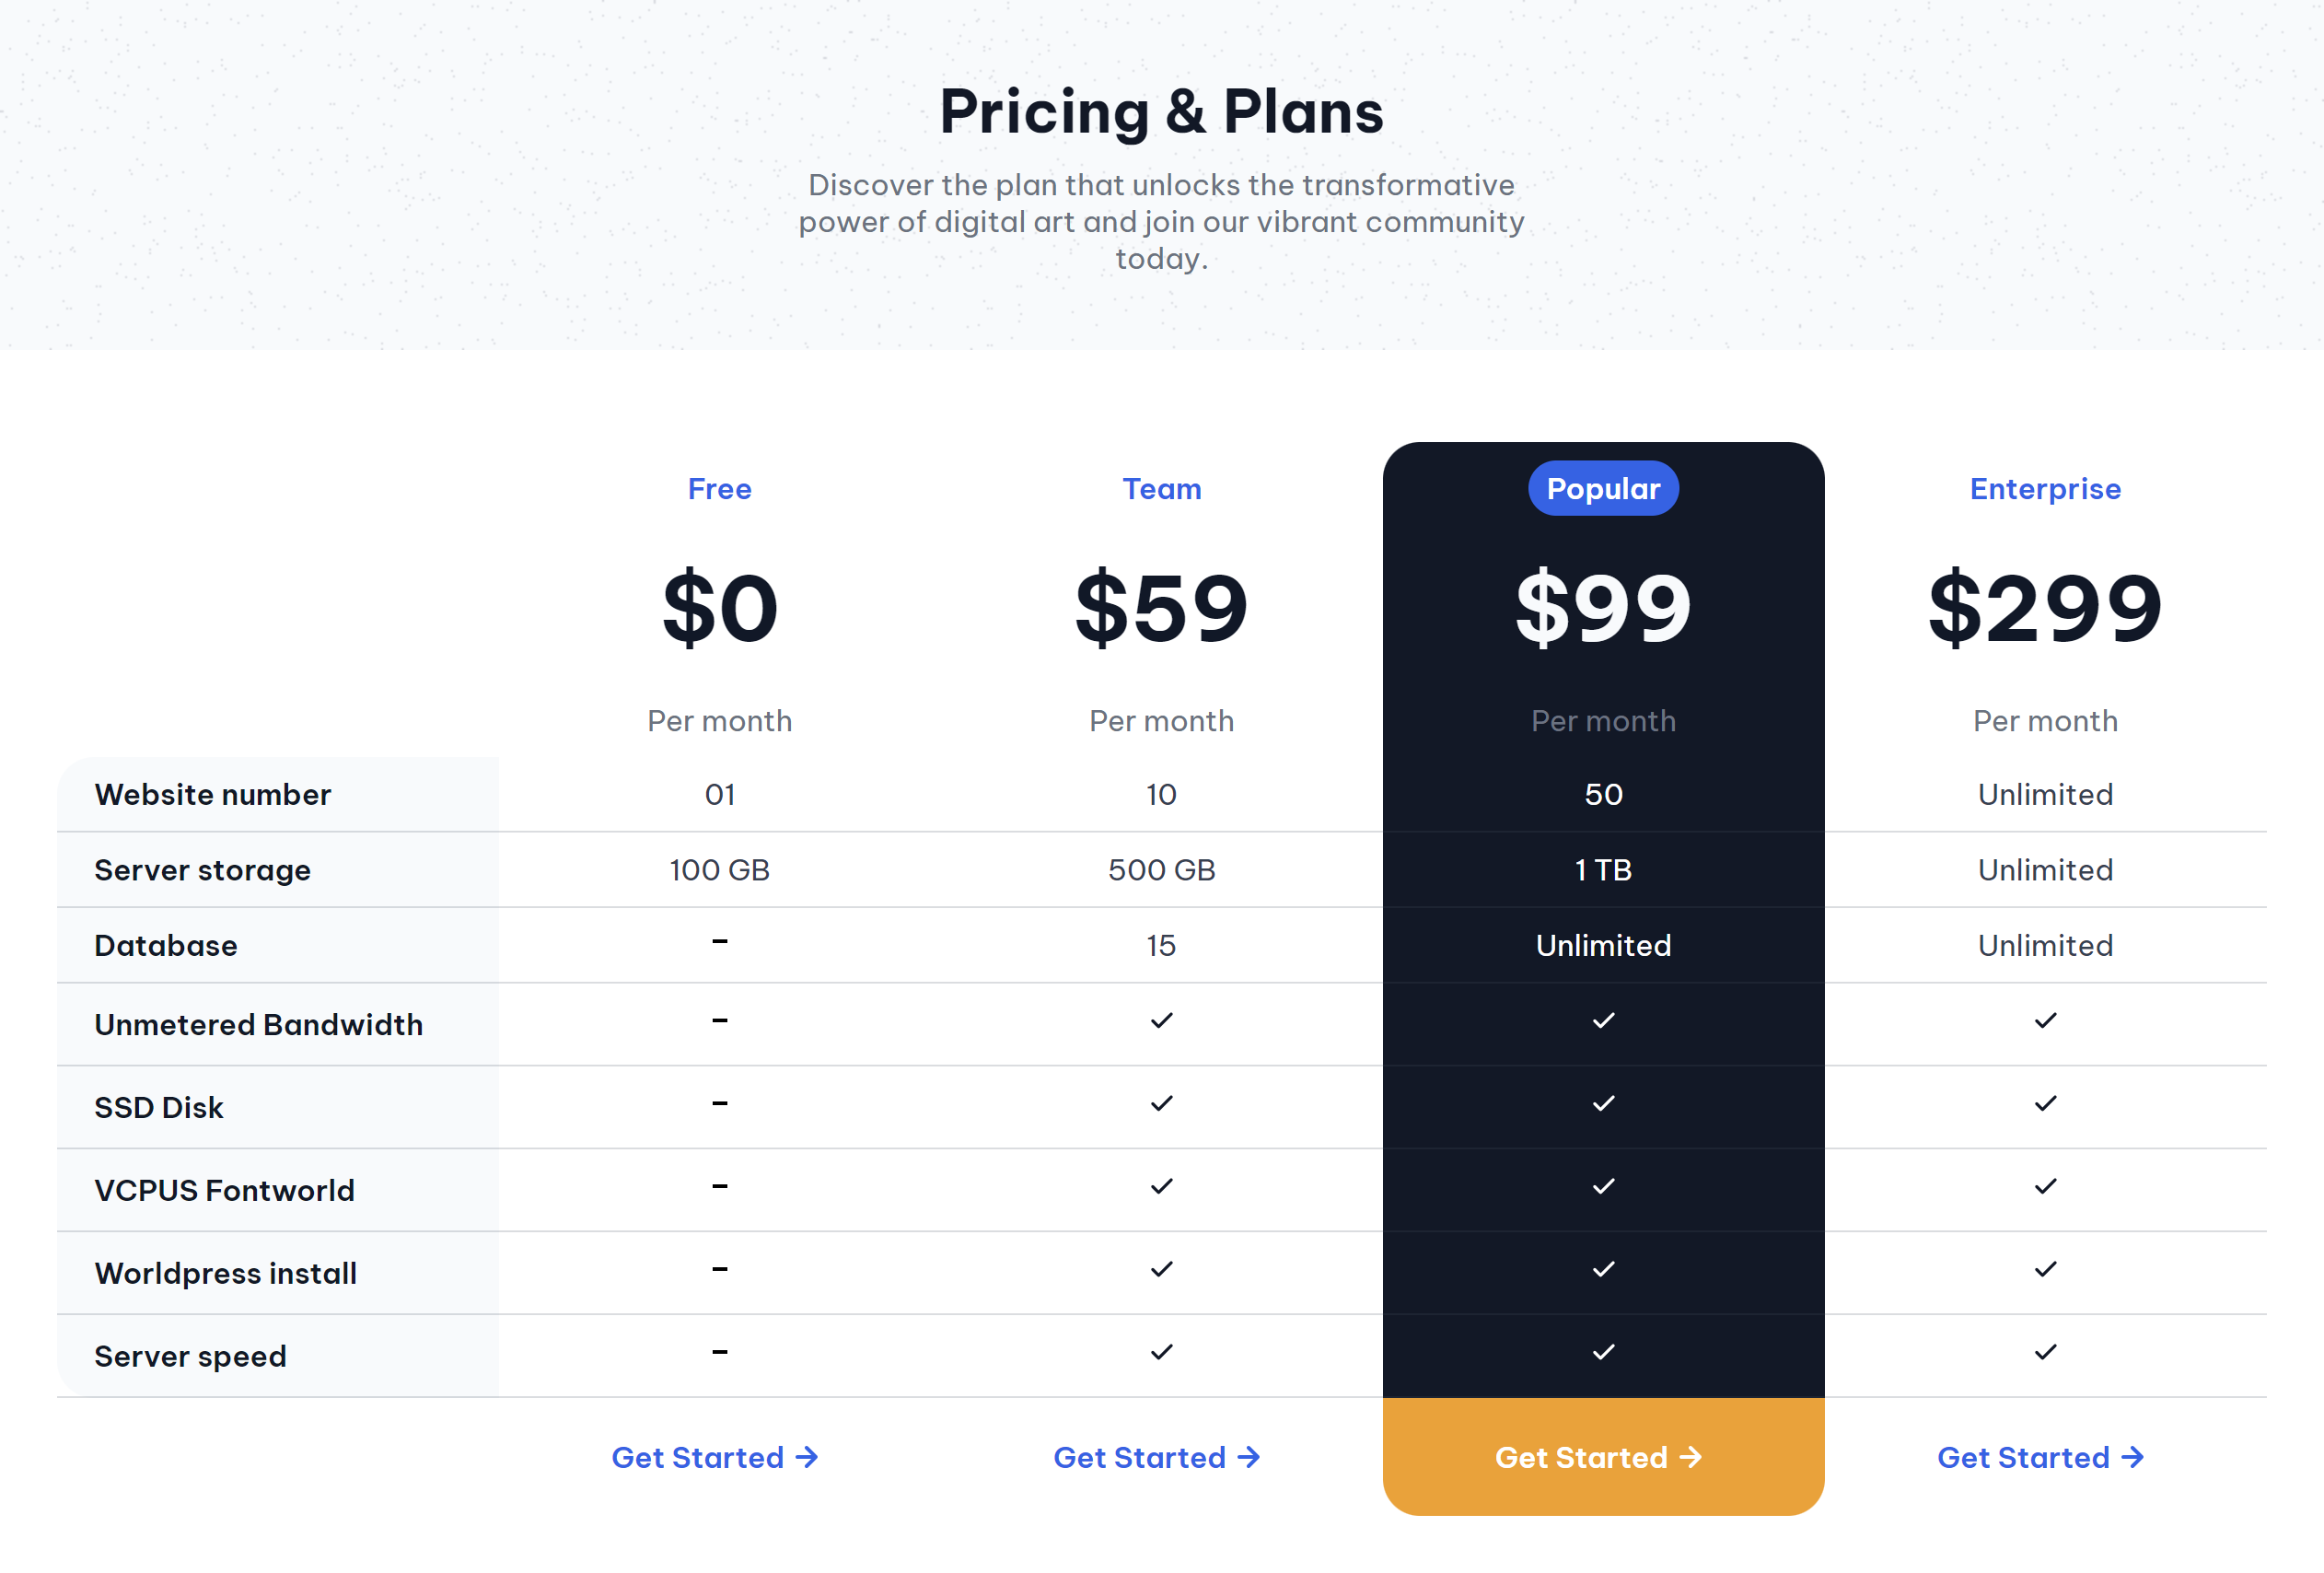 Pricing & Plans
Discover the plan that unlocks the transformative
power of digital art and join our vibrant community
today.
Free Team Popular Enterprise
$0 $59 $99 $299
Per month Per month Per month Per month
Website number 01 10 50 Unlimited
Server storage 100 GB 500 GB 1 TB Unlimited
Database - 15 Unlimited Unlimited
Unmetered Bandwidth - ✓ ✓ ✓
SSD Disk - ✓ ✓ ✓
VCPUS Fontworld - ✓ ✓ ✓
Worldpress install - ✓ ✓ ✓
Server speed - ✓ ✓ ✓
Get Started → Get Started → Get Started → Get Started →